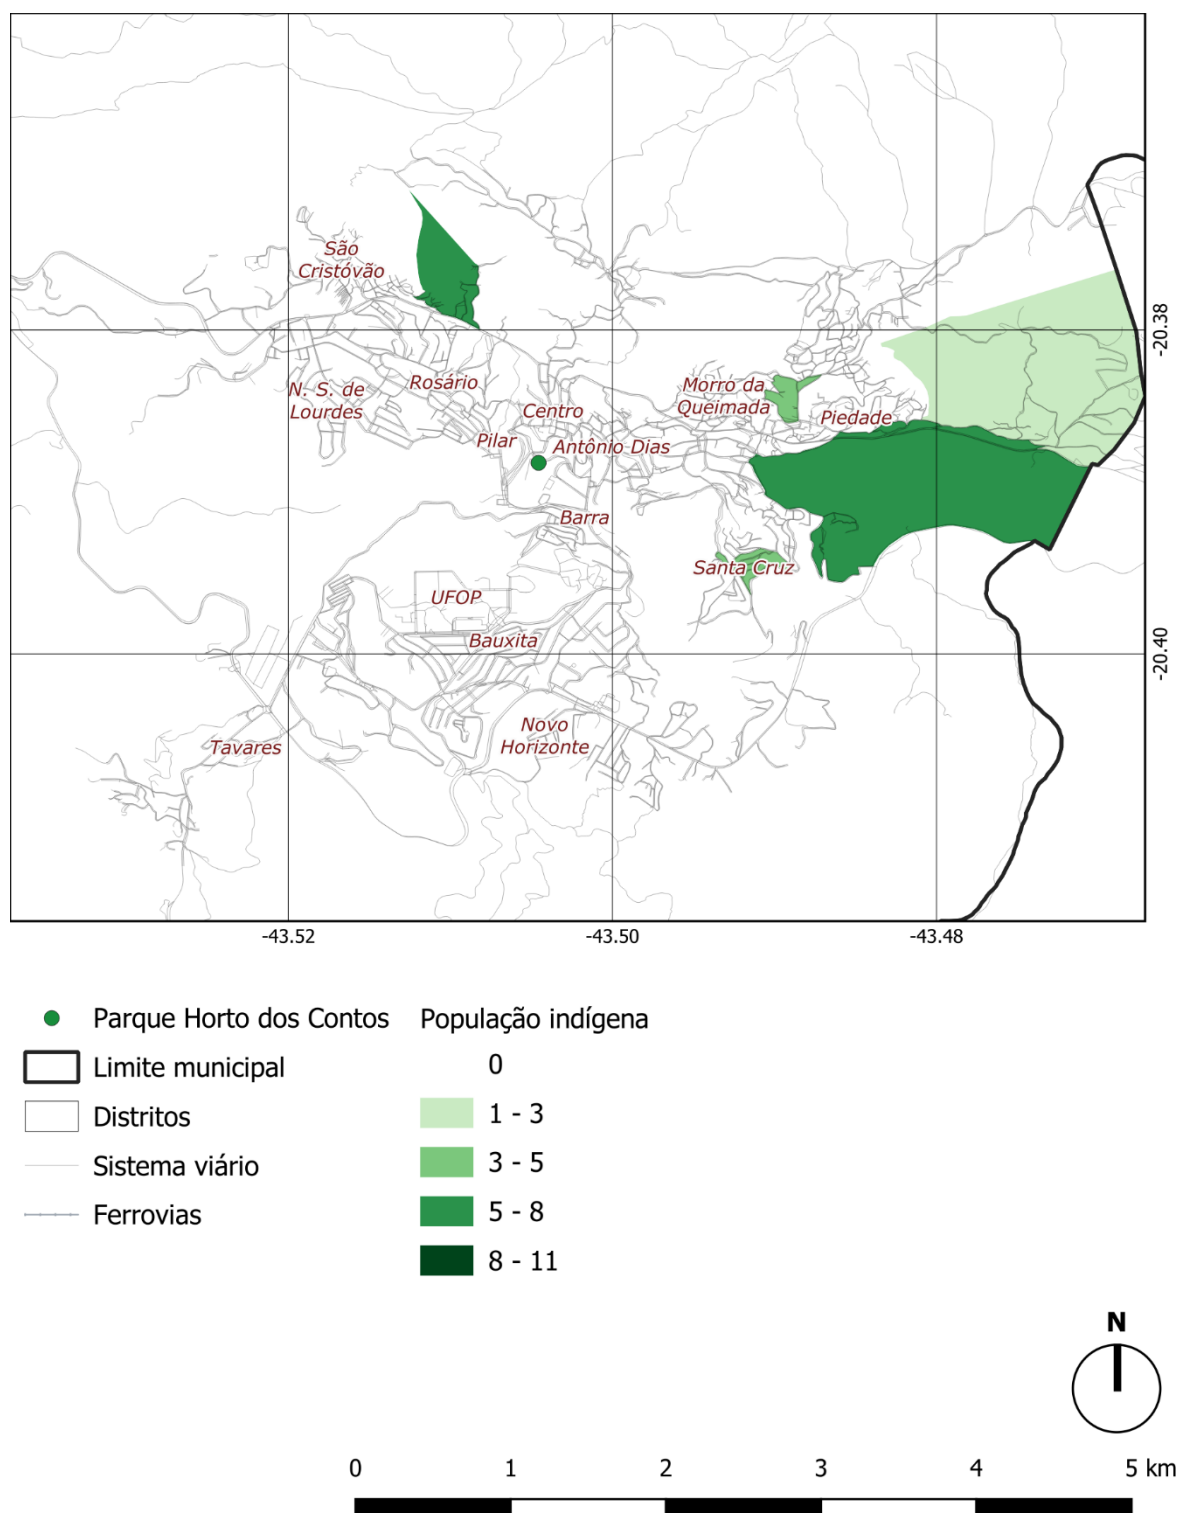 São
Cristóvão
N. S. de
Lourdes
Rosário
Centro
Pilar
Antônio Dias
Morro da
Queimada
Piedade
Barra
Santa Cruz
UFOP
Bauxita
Novo
Horizonte
Tavares
-20.38
-20.40
-43.52
-43.50
-43.48
Parque Horto dos Contos
Limite municipal
Distritos
Sistema viário
Ferrovias
População indígena
0
1 - 3
3 - 5
5 - 8
8 - 11
N
0 1 2 3 4 5 km